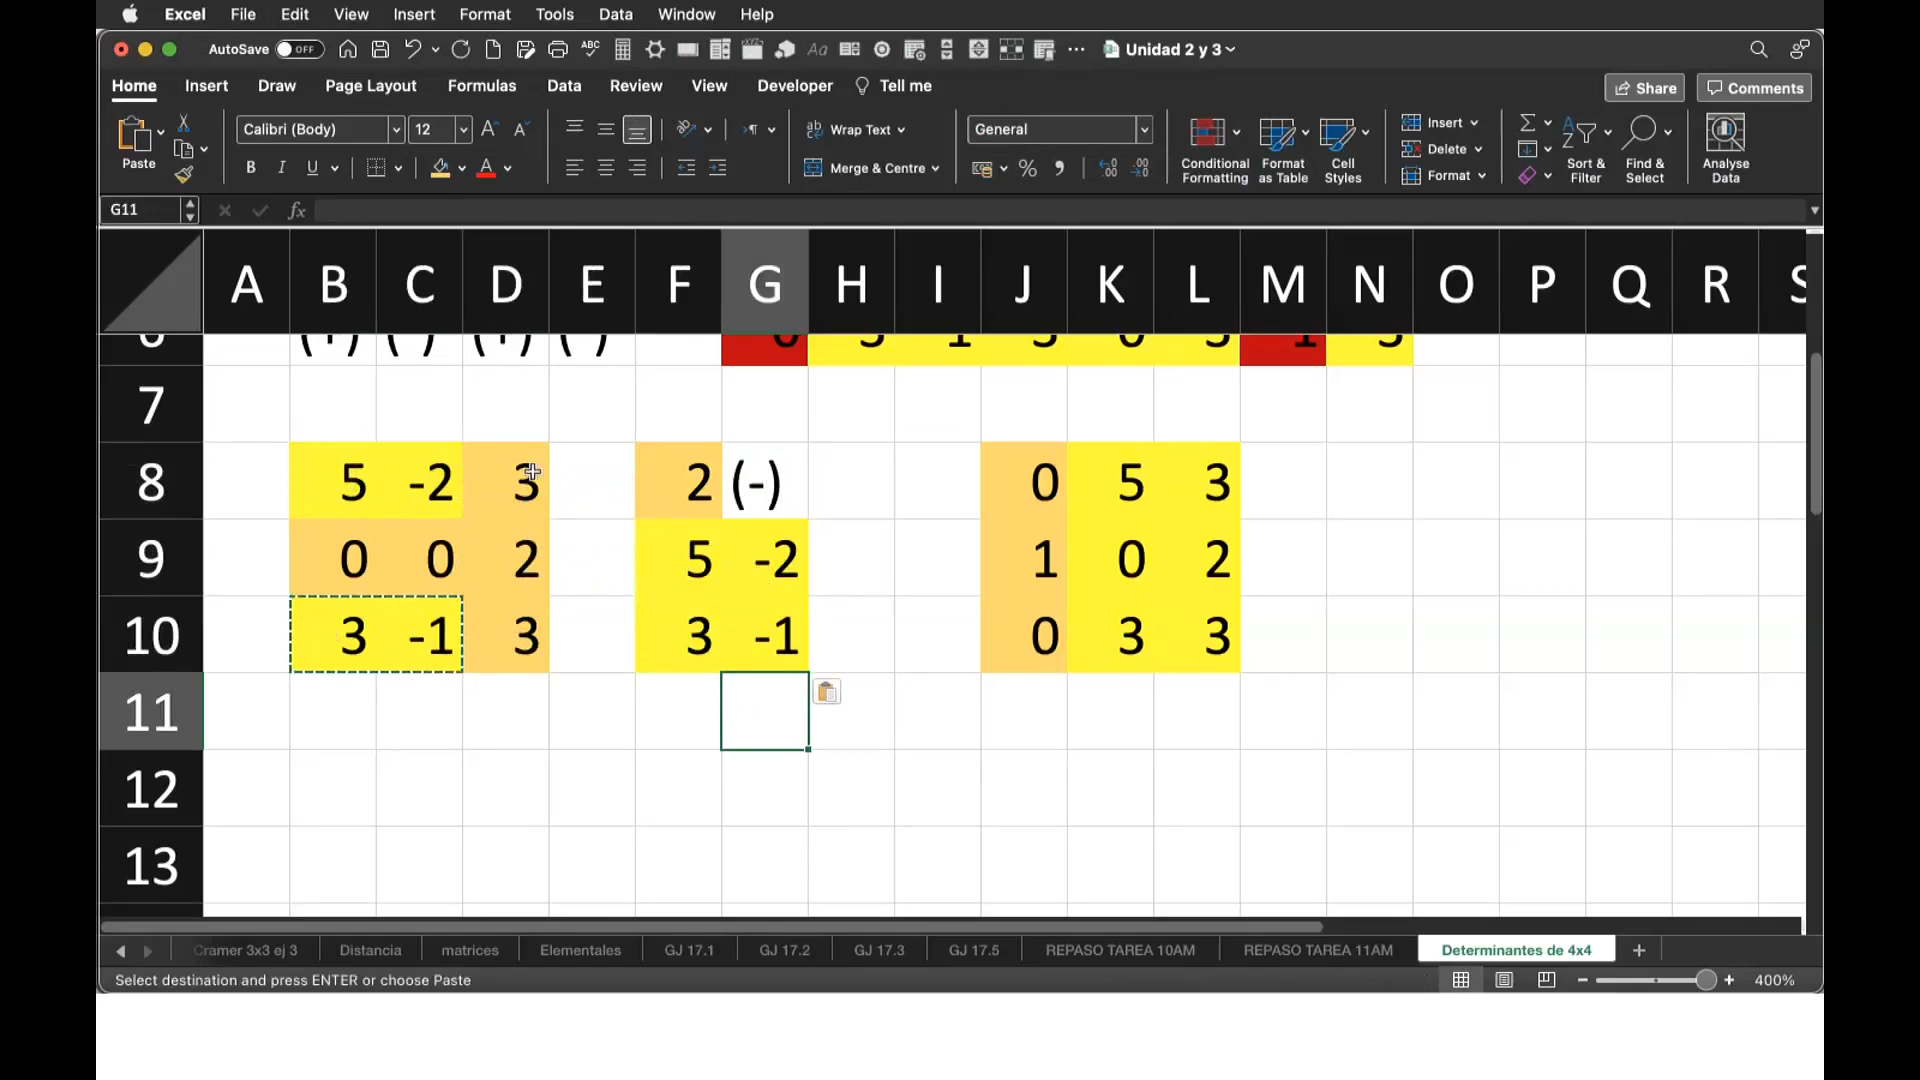 Excel File Edit View Insert Format Tools Data Window Help
AutoSave OFF Unidad 2 y 3
Home Insert Draw Page Layout Formulas Data Review View Developer Tell me Share Comments
Paste Calibri (Body) 12 Wrap Text General Insert
B I U Merge & Centre % Conditional Formatting Format as Table Cell Styles Delete Format Sort & Filter Find & Select Analyse Data
G11 fx
A B C D E F G H I J K L M N O P Q R S
7
8 5 -2 3 2 (-) 0 5 3
9 0 0 2 5 -2 1 0 2
10 3 -1 3 3 -1 0 3 3
11
12
13
Cramer 3x3 ej 3 Distancia matrices Elementales GJ 17.1 GJ 17.2 GJ 17.3 GJ 17.5 REPASO TAREA 10AM REPASO TAREA 11AM Determinantes de 4x4 +
Select destination and press ENTER or choose Paste 400%